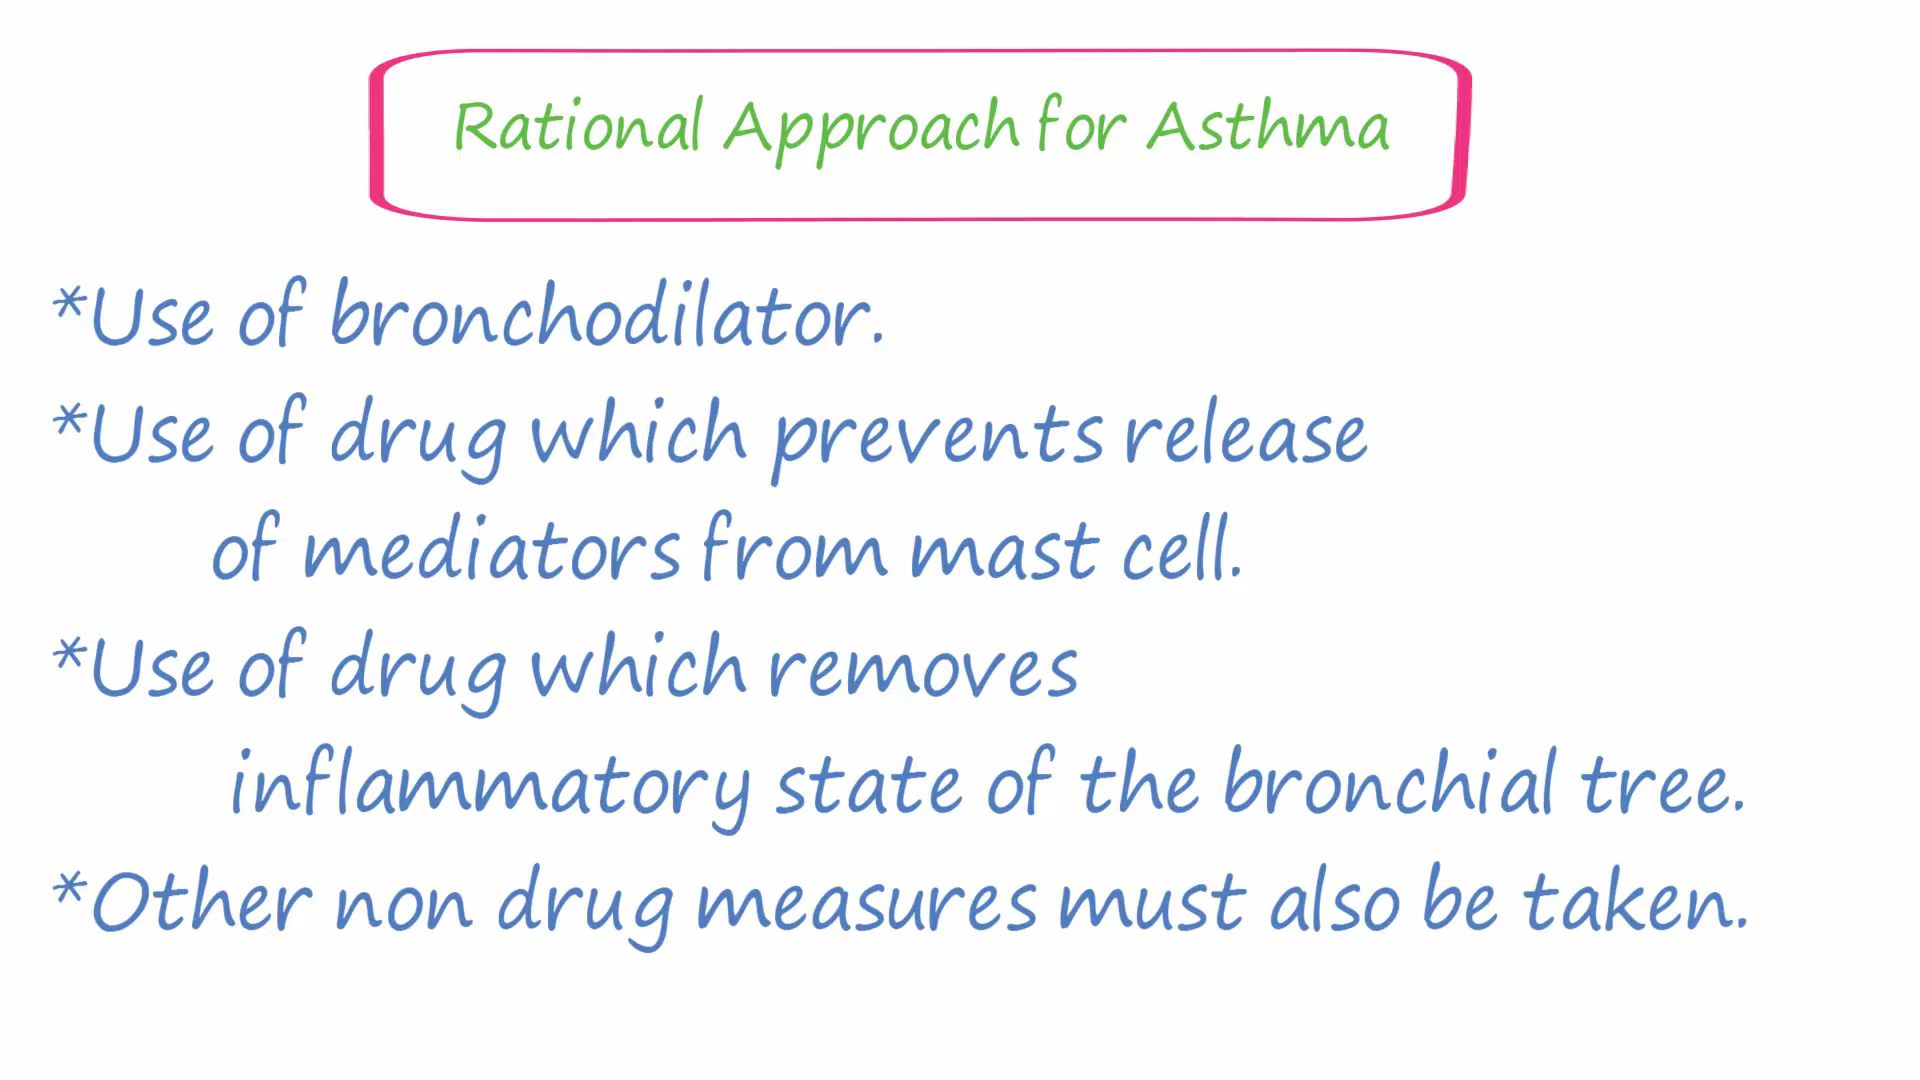 Rational Approach for Asthma
*Use of bronchodilator.
*Use of drug which prevents release
of mediators from mast cell.
*Use of drug which removes
inflammatory state of the bronchial tree.
*Other non drug measures must also be taken.